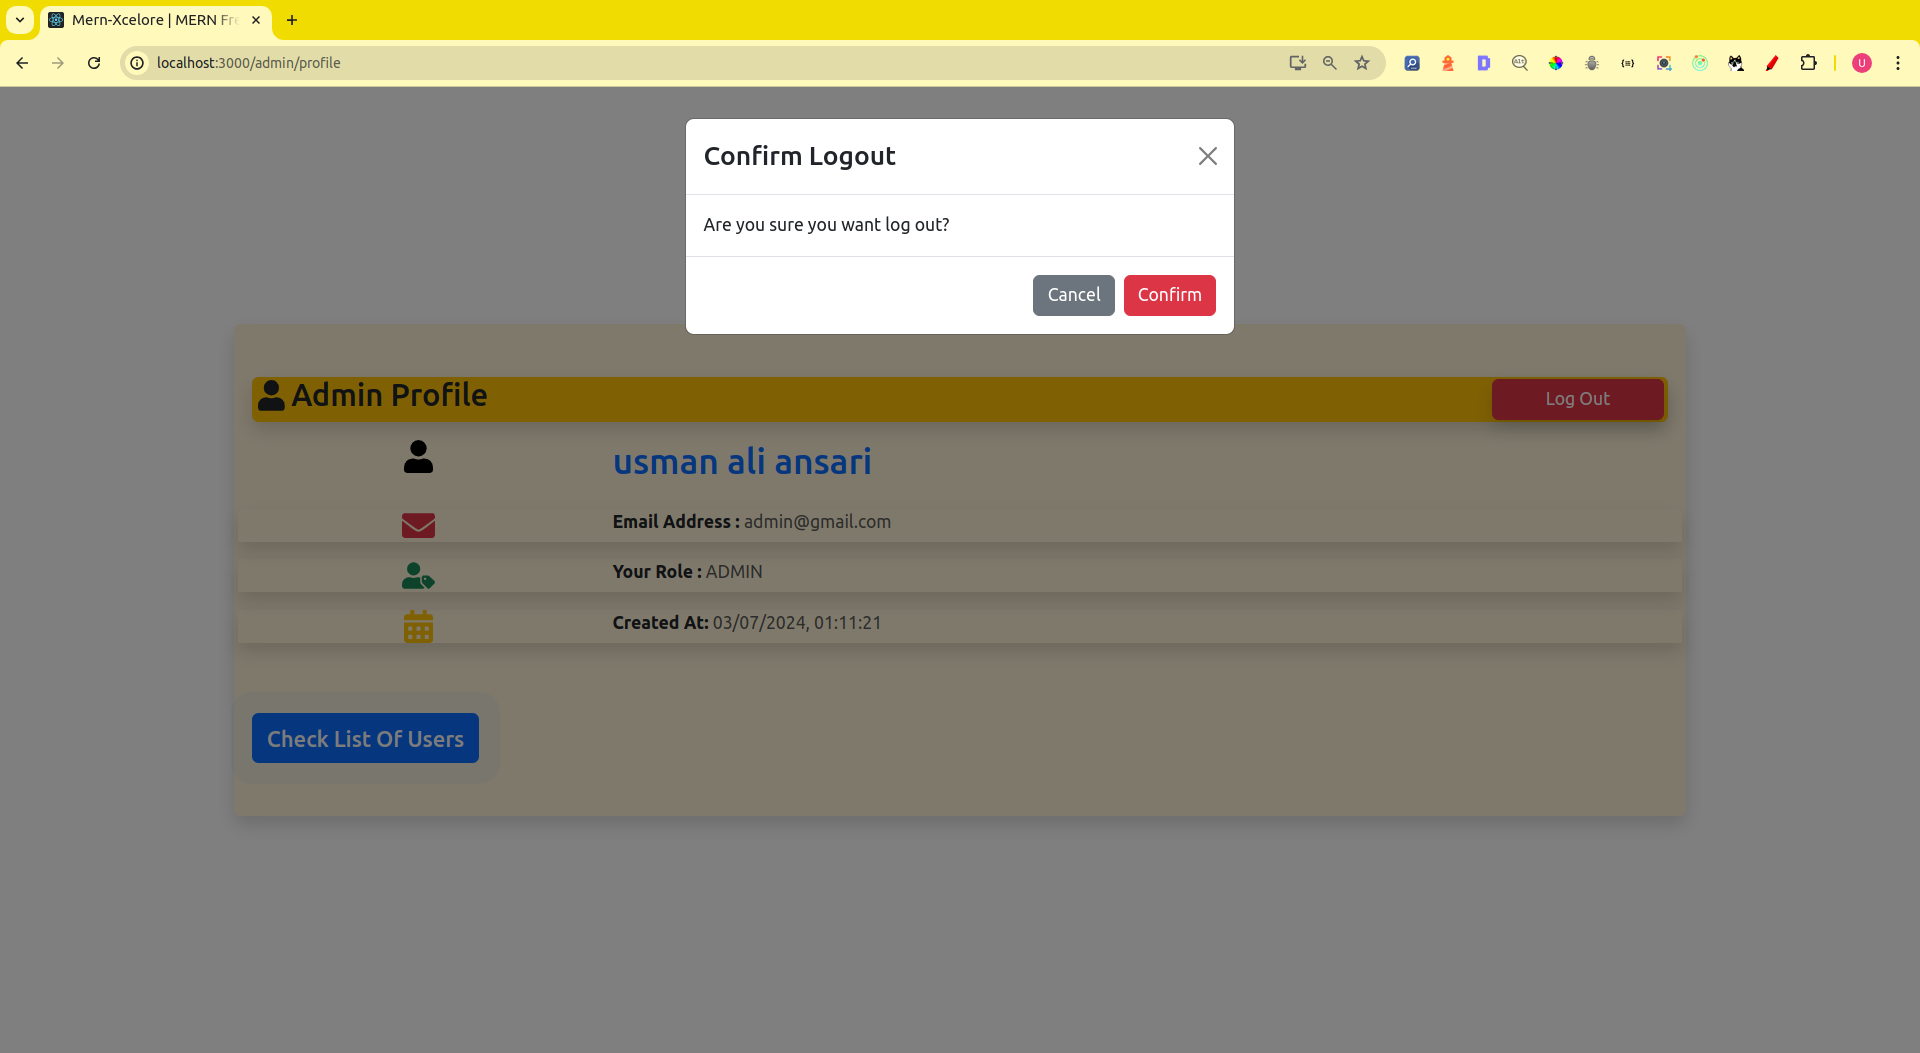 Mern-Xcelore | MERN Fre
localhost:3000/admin/profile
U
Confirm Logout
Are you sure you want log out?
Cancel
Confirm
Admin Profile
Log Out
usman ali ansari
Email Address : admin@gmail.com
Your Role : ADMIN
Created At: 03/07/2024, 01:11:21
Check List Of Users